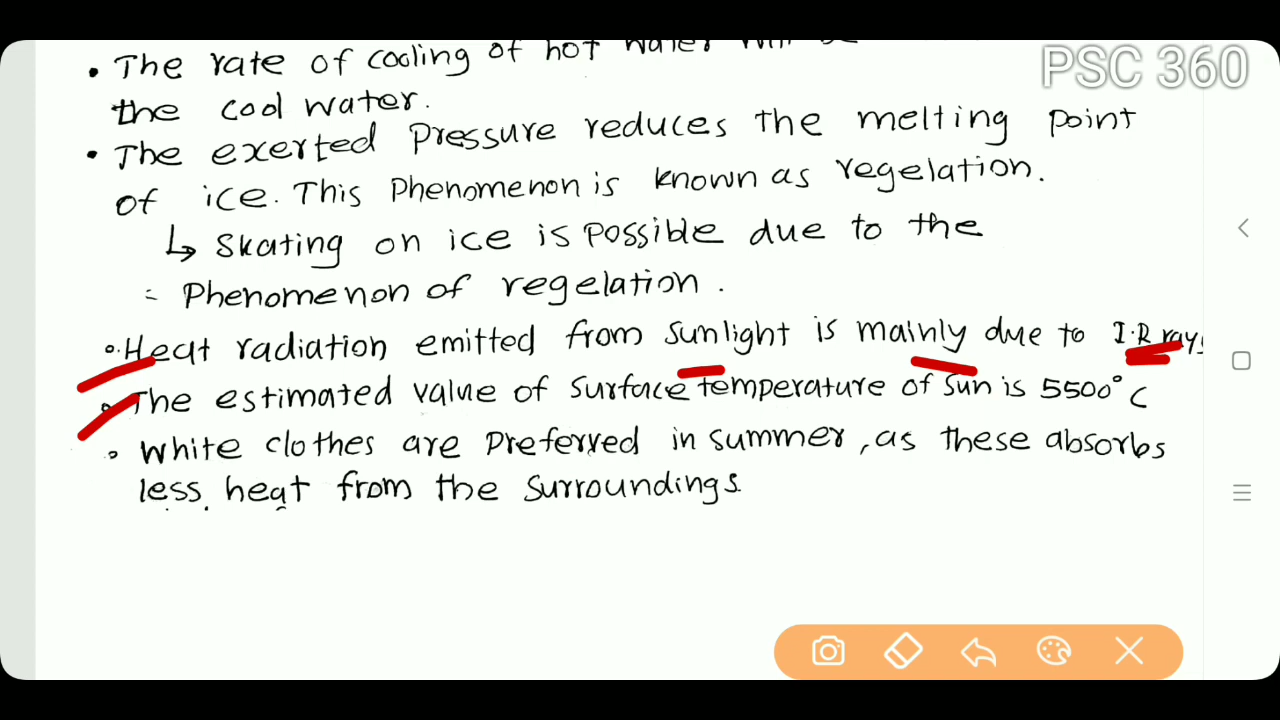 PSC 360
• The rate of cooling of hot water will be
the cool water.
• The exerted pressure reduces the melting point
of ice. This Phenomenon is known as regelation.
↳ Skating on ice is possible due to the
Phenomenon of regelation.
• Heat radiation emitted from sunlight is mainly due to I.R rays
• The estimated value of surface temperature of sun is 5500°C
• White clothes are preferred in summer, as these absorbs
less heat from the surroundings.